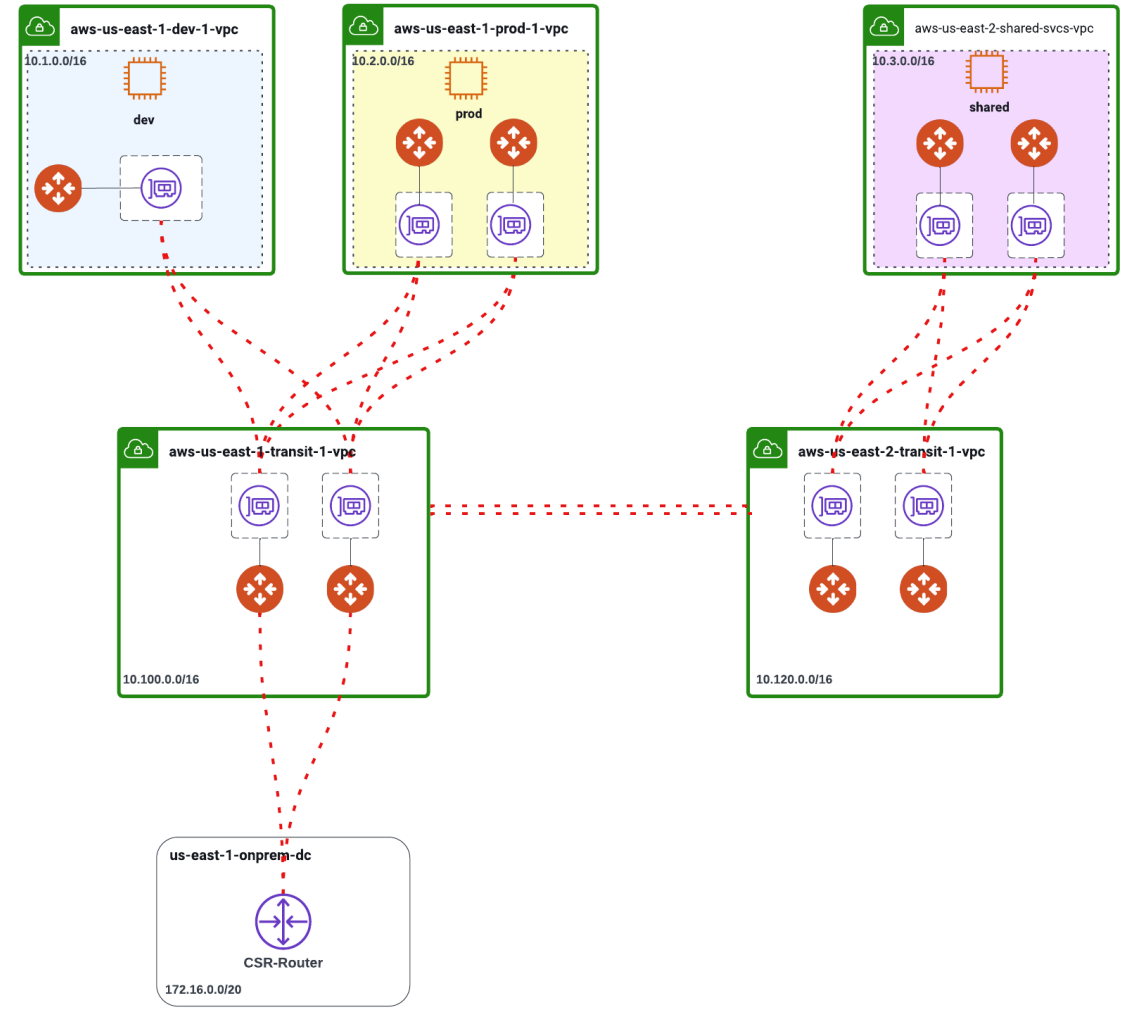 aws-us-east-1-dev-1-vpc
10.1.0.0/16
dev
aws-us-east-1-prod-1-vpc
10.2.0.0/16
prod
aws-us-east-2-shared-svcs-vpc
10.3.0.0/16
shared
aws-us-east-1-transit-1-vpc
10.100.0.0/16
aws-us-east-2-transit-1-vpc
10.120.0.0/16
us-east-1-onprem-dc
CSR-Router
172.16.0.0/20